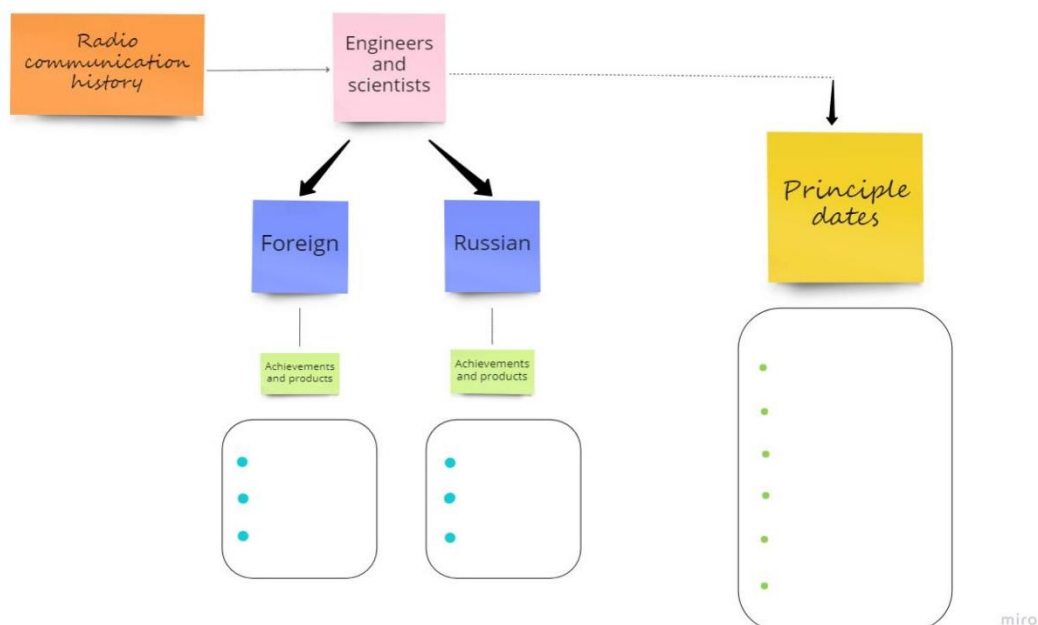 Radio
communication
history
Engineers
and
scientists
Principle
dates
Foreign
Russian
Achievements
and products
Achievements
and products
miro